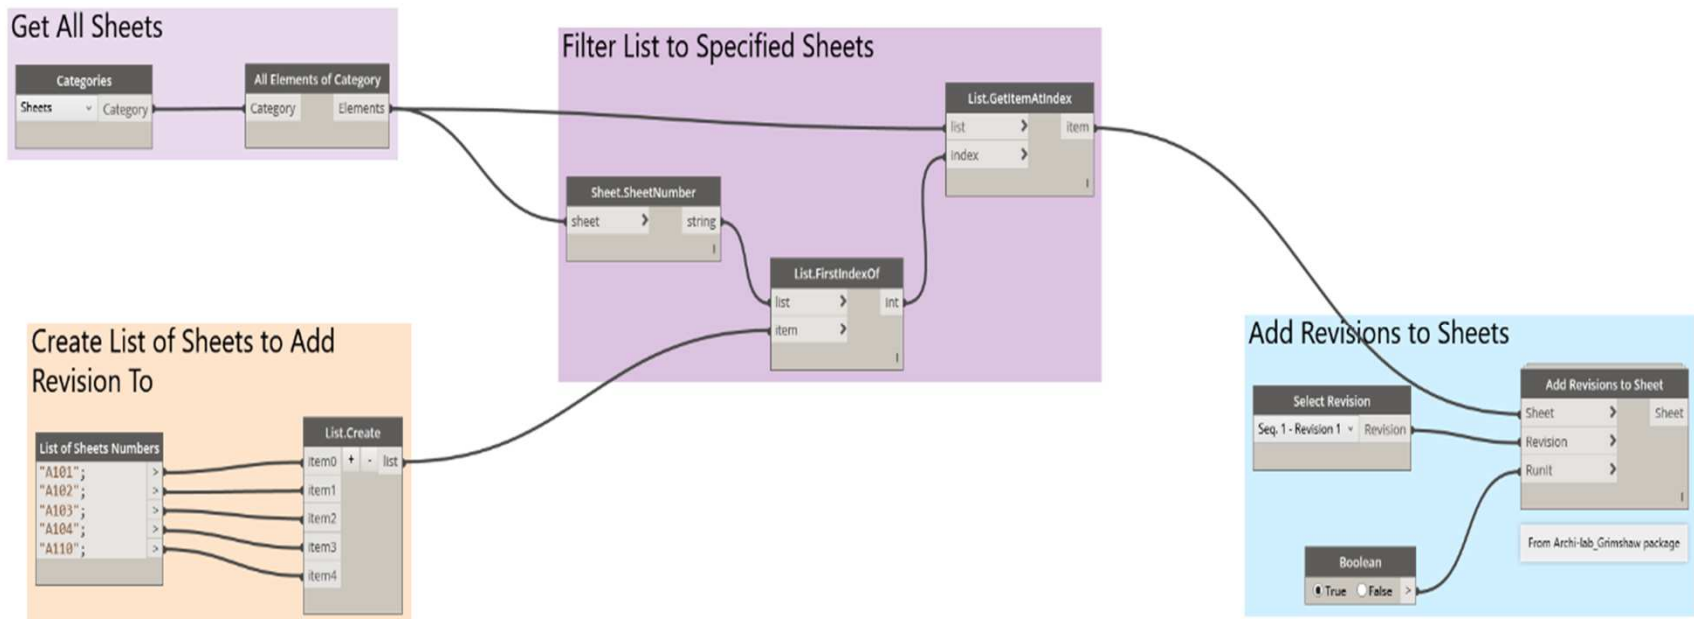 Get All Sheets
Categories
Sheets Category
All Elements of Category
Category Elements
Filter List to Specified Sheets
List.GetItemAtIndex
list > item
index >
Sheet.SheetNumber
sheet > string
List.FirstIndexOf
list > int
item >
Create List of Sheets to Add
Revision To
List of Sheets Numbers
"A101"; >
"A102"; >
"A103"; >
"A104"; >
"A110"; >
List.Create
item0 + - list
item1
item2
item3
item4
Add Revisions to Sheets
Select Revision
Seq. 1 - Revision 1 Revision
Boolean
True False >
Add Revisions to Sheet
Sheet > Sheet
Revision >
RunIt >
From Archi-lab_Grimshaw package